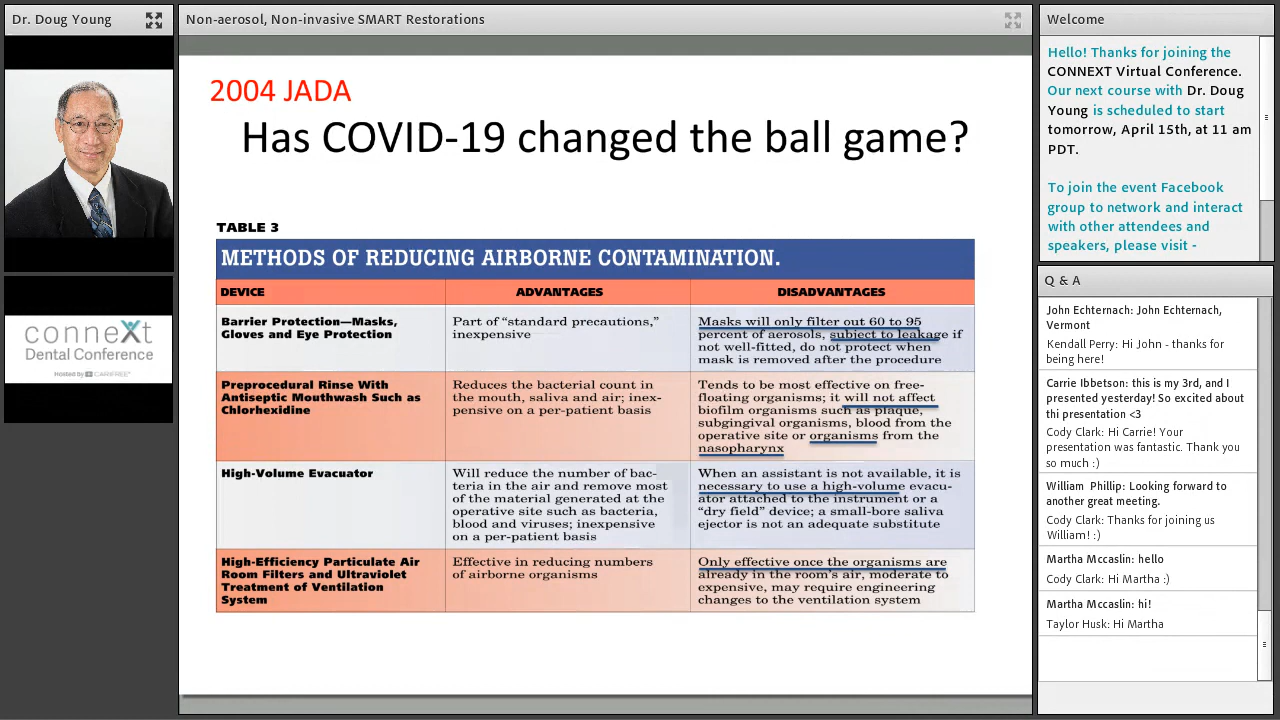 Dr. Doug Young
Non-aerosol, Non-invasive SMART Restorations
2004 JADA
Has COVID-19 changed the ball game?
TABLE 3
METHODS OF REDUCING AIRBORNE CONTAMINATION.
DEVICE
ADVANTAGES
DISADVANTAGES
Barrier Protection—Masks,
Gloves and Eye Protection
Part of “standard precautions,”
inexpensive
Masks will only filter out 60 to 95
percent of aerosols, subject to leakage if
not well-fitted, do not protect when
mask is removed after the procedure
Preprocedural Rinse With
Antiseptic Mouthwash Such as
Chlorhexidine
Reduces the bacterial count in
the mouth, saliva and air; inex-
pensive on a per-patient basis
Tends to be most effective on free-
floating organisms; it will not affect
biofilm organisms such as plaque,
subgingival organisms, blood from the
operative site or organisms from the
nasopharynx
High-Volume Evacuator
Will reduce the number of bac-
teria in the air and remove most
of the material generated at the
operative site such as bacteria,
blood and viruses; inexpensive
on a per-patient basis
When an assistant is not available, it is
necessary to use a high-volume evacu-
ator attached to the instrument or a
“dry field” device; a small-bore saliva
ejector is not an adequate substitute
High-Efficiency Particulate Air
Room Filters and Ultraviolet
Treatment of Ventilation
System
Effective in reducing numbers
of airborne organisms
Only effective once the organisms are
already in the room’s air, moderate to
expensive, may require engineering
changes to the ventilation system
conneXt
Dental Conference
Hosted by CARIFREE
Welcome
Hello! Thanks for joining the
CONNEXT Virtual Conference.
Our next course with Dr. Doug
Young is scheduled to start
tomorrow, April 15th, at 11 am
PDT.
To join the event Facebook
group to network and interact
with other attendees and
speakers, please visit -
Q & A
John Echternach: John Echternach,
Vermont
Kendall Perry: Hi John - thanks for
being here!
Carrie Ibbetson: this is my 3rd, and I
presented yesterday! So excited about
thi presentation <3
Cody Clark: Hi Carrie! Your
presentation was fantastic. Thank you
so much :)
William Phillip: Looking forward to
another great meeting.
Cody Clark: Thanks for joining us
William! :)
Martha Mccaslin: hello
Cody Clark: Hi Martha :)
Martha Mccaslin: hi!
Taylor Husk: Hi Martha